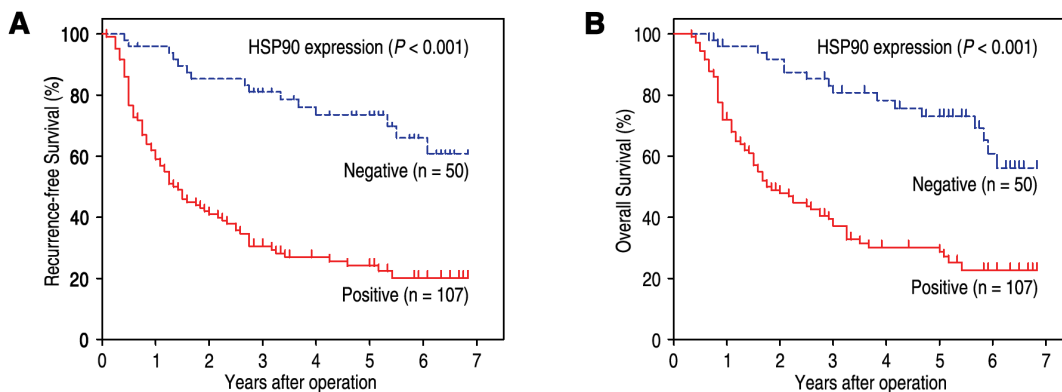 A
HSP90 expression (P < 0.001)
Recurrence-free Survival (%)
100
80
60
40
20
0
Negative (n = 50)
Positive (n = 107)
0 1 2 3 4 5 6 7
Years after operation
B
HSP90 expression (P < 0.001)
Overall Survival (%)
100
80
60
40
20
0
Negative (n = 50)
Positive (n = 107)
0 1 2 3 4 5 6 7
Years after operation